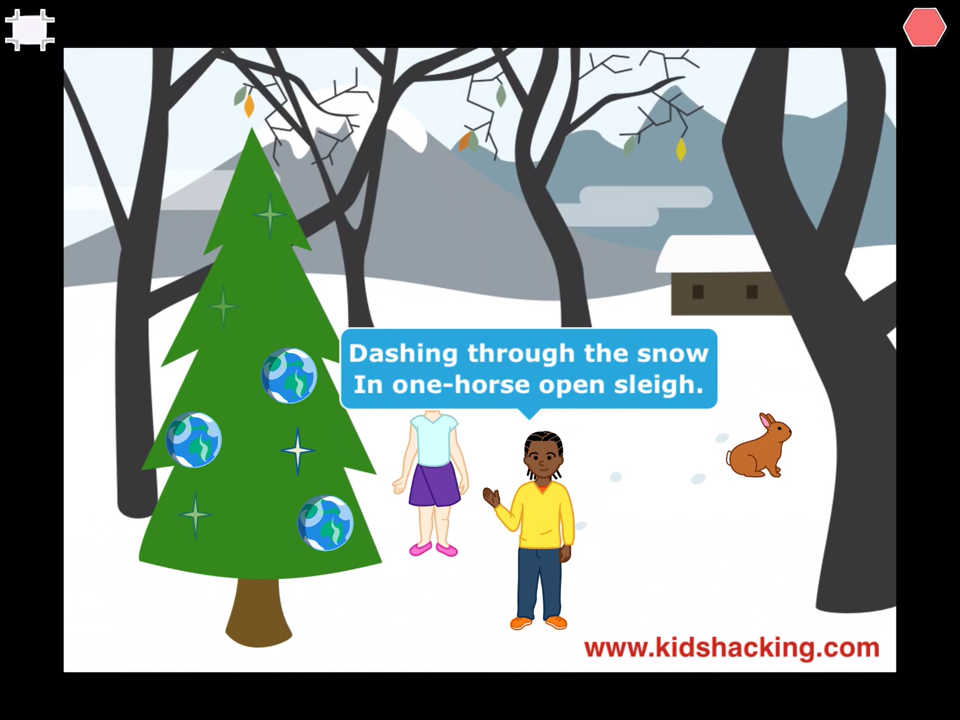 Dashing through the snow
In one-horse open sleigh.
www.kidshacking.com